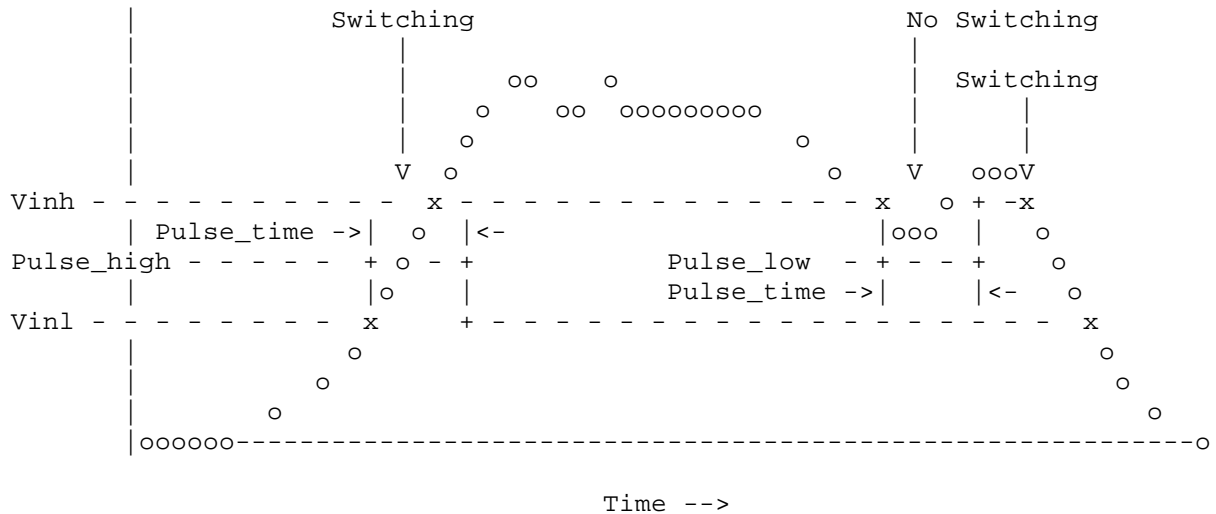 Switching No Switching
Switching
V V V
Vinh
Pulse_time ->| |<-
Pulse_high Pulse_low
Pulse_time ->| |<-
Vinl
Time -->